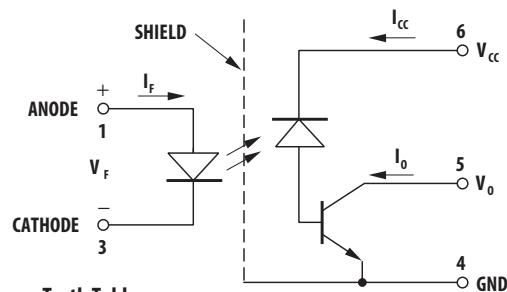 SHIELD
I_CC
6
V_CC
I_F
+
ANODE
1
V_F
I_O
5
V_O
–
CATHODE
3
4
GND